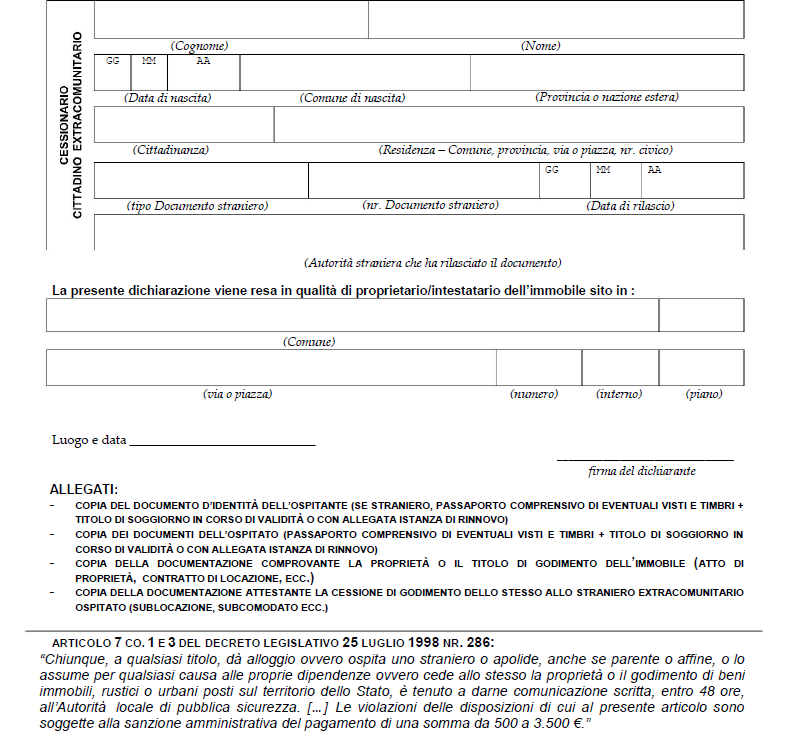 CESSIONARIO
CITTADINO EXTRACOMUNITARIO
(Cognome) (Nome)
GG MM AA
(Data di nascita) (Comune di nascita) (Provincia o nazione estera)
(Cittadinanza) (Residenza – Comune, provincia, via o piazza, nr. civico)
GG MM AA
(tipo Documento straniero) (nr. Documento straniero) (Data di rilascio)
(Autorità straniera che ha rilasciato il documento)
La presente dichiarazione viene resa in qualità di proprietario/intestatario dell'immobile sito in :
(Comune)
(via o piazza) (numero) (interno) (piano)
Luogo e data ____________________________
firma del dichiarante
ALLEGATI:
- COPIA DEL DOCUMENTO D'IDENTITÀ DELL'OSPITANTE (SE STRANIERO, PASSAPORTO COMPRENSIVO DI EVENTUALI VISTI E TIMBRI +
TITOLO DI SOGGIORNO IN CORSO DI VALIDITÀ O CON ALLEGATA ISTANZA DI RINNOVO)
- COPIA DEI DOCUMENTI DELL'OSPITATO (PASSAPORTO COMPRENSIVO DI EVENTUALI VISTI E TIMBRI + TITOLO DI SOGGIORNO IN
CORSO DI VALIDITÀ O CON ALLEGATA ISTANZA DI RINNOVO)
- COPIA DELLA DOCUMENTAZIONE COMPROVANTE LA PROPRIETÀ O IL TITOLO DI GODIMENTO DELL'IMMOBILE (ATTO DI
PROPRIETÀ, CONTRATTO DI LOCAZIONE, ECC.)
- COPIA DELLA DOCUMENTAZIONE ATTESTANTE LA CESSIONE DI GODIMENTO DELLO STESSO ALLO STRANIERO EXTRACOMUNITARIO
OSPITATO (SUBLOCAZIONE, SUBCOMODATO ECC.)
ARTICOLO 7 CO. 1 E 3 DEL DECRETO LEGISLATIVO 25 LUGLIO 1998 NR. 286:
"Chiunque, a qualsiasi titolo, dà alloggio ovvero ospita uno straniero o apolide, anche se parente o affine, o lo
assume per qualsiasi causa alle proprie dipendenze ovvero cede allo stesso la proprietà o il godimento di beni
immobili, rustici o urbani posti sul territorio dello Stato, è tenuto a darne comunicazione scritta, entro 48 ore,
all'Autorità locale di pubblica sicurezza. […] Le violazioni delle disposizioni di cui al presente articolo sono
soggette alla sanzione amministrativa del pagamento di una somma da 500 a 3.500 €."